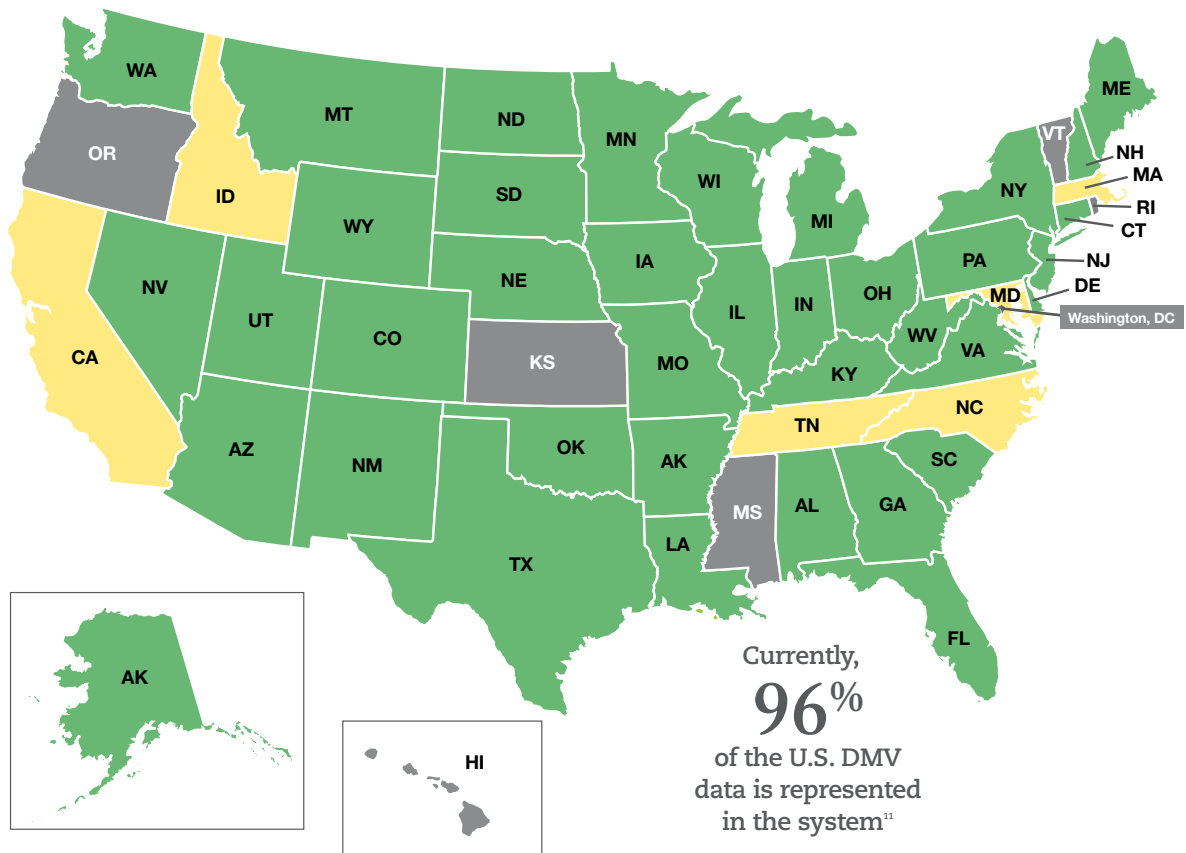 WA
MT
ND
MN
ME
VT
NH
MA
RI
CT
NJ
DE
Washington, DC
OR
ID
WY
SD
WI
MI
NY
PA
MD
NV
UT
CO
NE
IA
IL
IN
OH
WV
VA
CA
KS
MO
KY
TN
NC
AZ
NM
OK
AK
SC
MS
AL
GA
TX
LA
FL
AK
HI
Currently,
96%
of the U.S. DMV
data is represented
in the system11